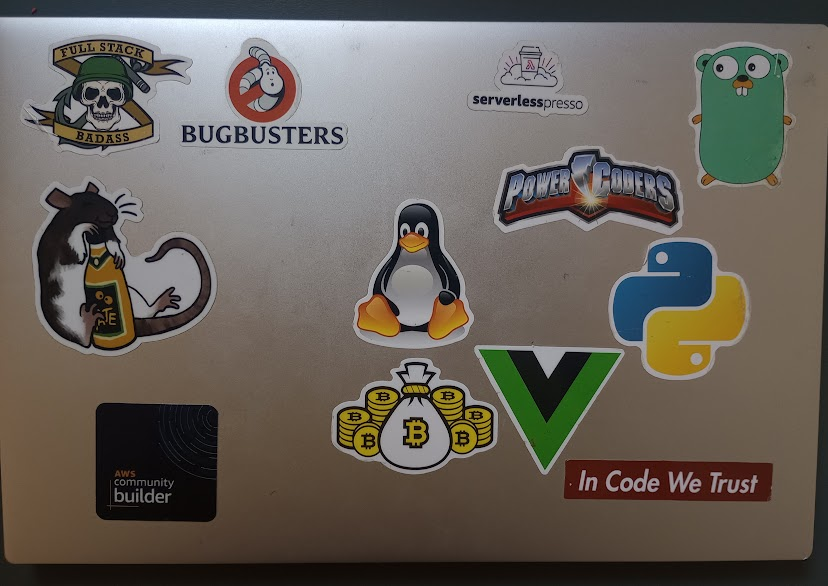 FULL STACK
BADASS
BUGBUSTERS
serverlesspresso
POWER CODERS
AWS
community
builder
In Code We Trust